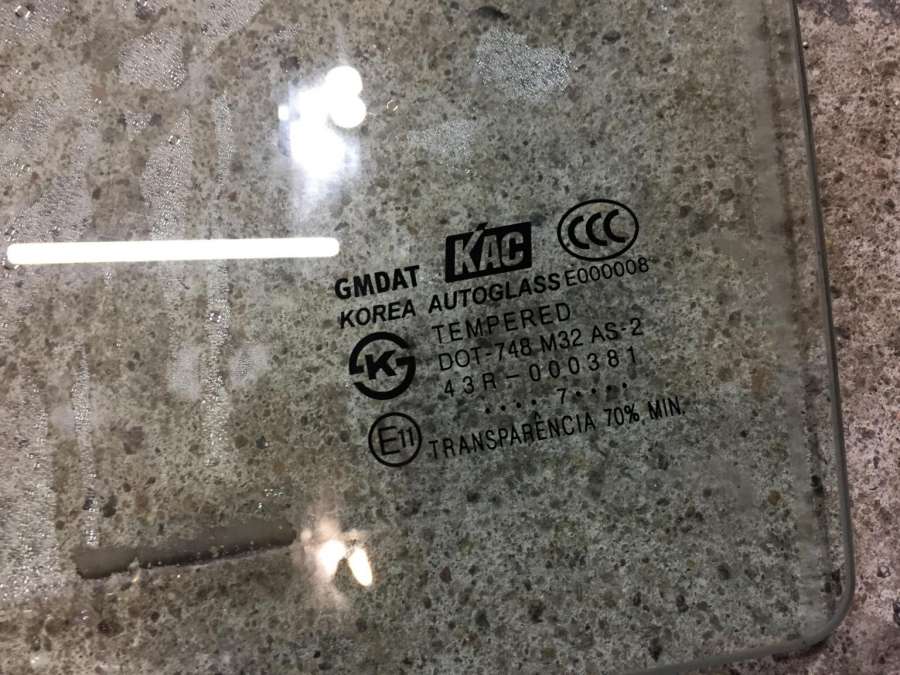 GMDAT KAC CCC
KOREA AUTOGLASS E000008
TEMPERED
K DOT-748 M32 AS-2
43R-000381
.... 7 ....
E11 TRANSPARÊNCIA 70%.MIN.